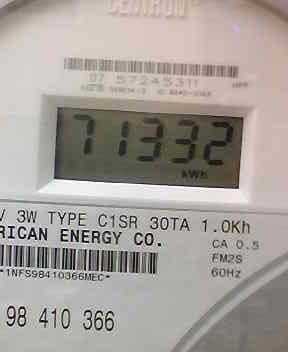 CENTRON
07 57245311
71332
kWh
V 3W TYPE C1SR 30TA 1.0Kh
RICAN ENERGY CO.
CA 0.5
FM2S
60Hz
*1NFS98410366MEC*
98 410 366